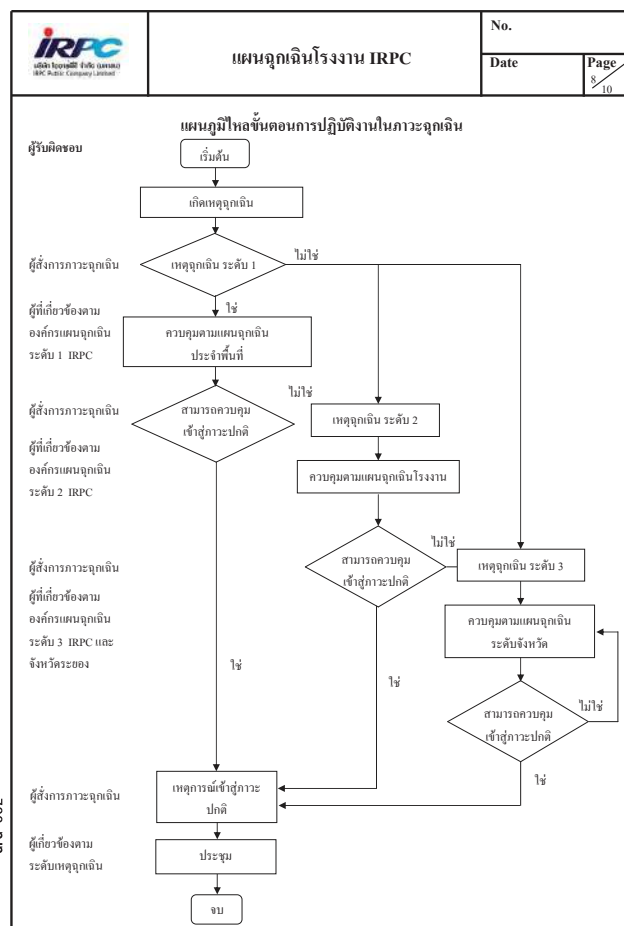 IRPC
บริษัท ไออาร์พีซี จำกัด (มหาชน)
IRPC Public Company Limited
แผนฉุกเฉินโรงงาน IRPC
No.
Date
Page
8/10
แผนภูมิไหลขั้นตอนการปฏิบัติงานในภาวะฉุกเฉิน
ผู้รับผิดชอบ
เริ่มต้น
เกิดเหตุฉุกเฉิน
ผู้สั่งการภาวะฉุกเฉิน
เหตุฉุกเฉิน ระดับ 1
ไม่ใช่
ใช่
ผู้ที่เกี่ยวข้องตาม
องค์กรแผนฉุกเฉิน
ระดับ 1 IRPC
ควบคุมตามแผนฉุกเฉิน
ประจำพื้นที่
ไม่ใช่
ผู้สั่งการภาวะฉุกเฉิน
สามารถควบคุม
เข้าสู่ภาวะปกติ
เหตุฉุกเฉิน ระดับ 2
ผู้ที่เกี่ยวข้องตาม
องค์กรแผนฉุกเฉิน
ระดับ 2 IRPC
ควบคุมตามแผนฉุกเฉินโรงงาน
ไม่ใช่
ผู้สั่งการภาวะฉุกเฉิน
สามารถควบคุม
เข้าสู่ภาวะปกติ
เหตุฉุกเฉิน ระดับ 3
ผู้ที่เกี่ยวข้องตาม
องค์กรแผนฉุกเฉิน
ระดับ 3 IRPC และ
จังหวัดระยอง
ควบคุมตามแผนฉุกเฉิน
ระดับจังหวัด
ใช่
ใช่
สามารถควบคุม
เข้าสู่ภาวะปกติ
ไม่ใช่
ใช่
ผู้สั่งการภาวะฉุกเฉิน
เหตุการณ์เข้าสู่ภาวะ
ปกติ
ผู้เกี่ยวข้องตาม
ระดับเหตุฉุกเฉิน
ประชุม
จบ